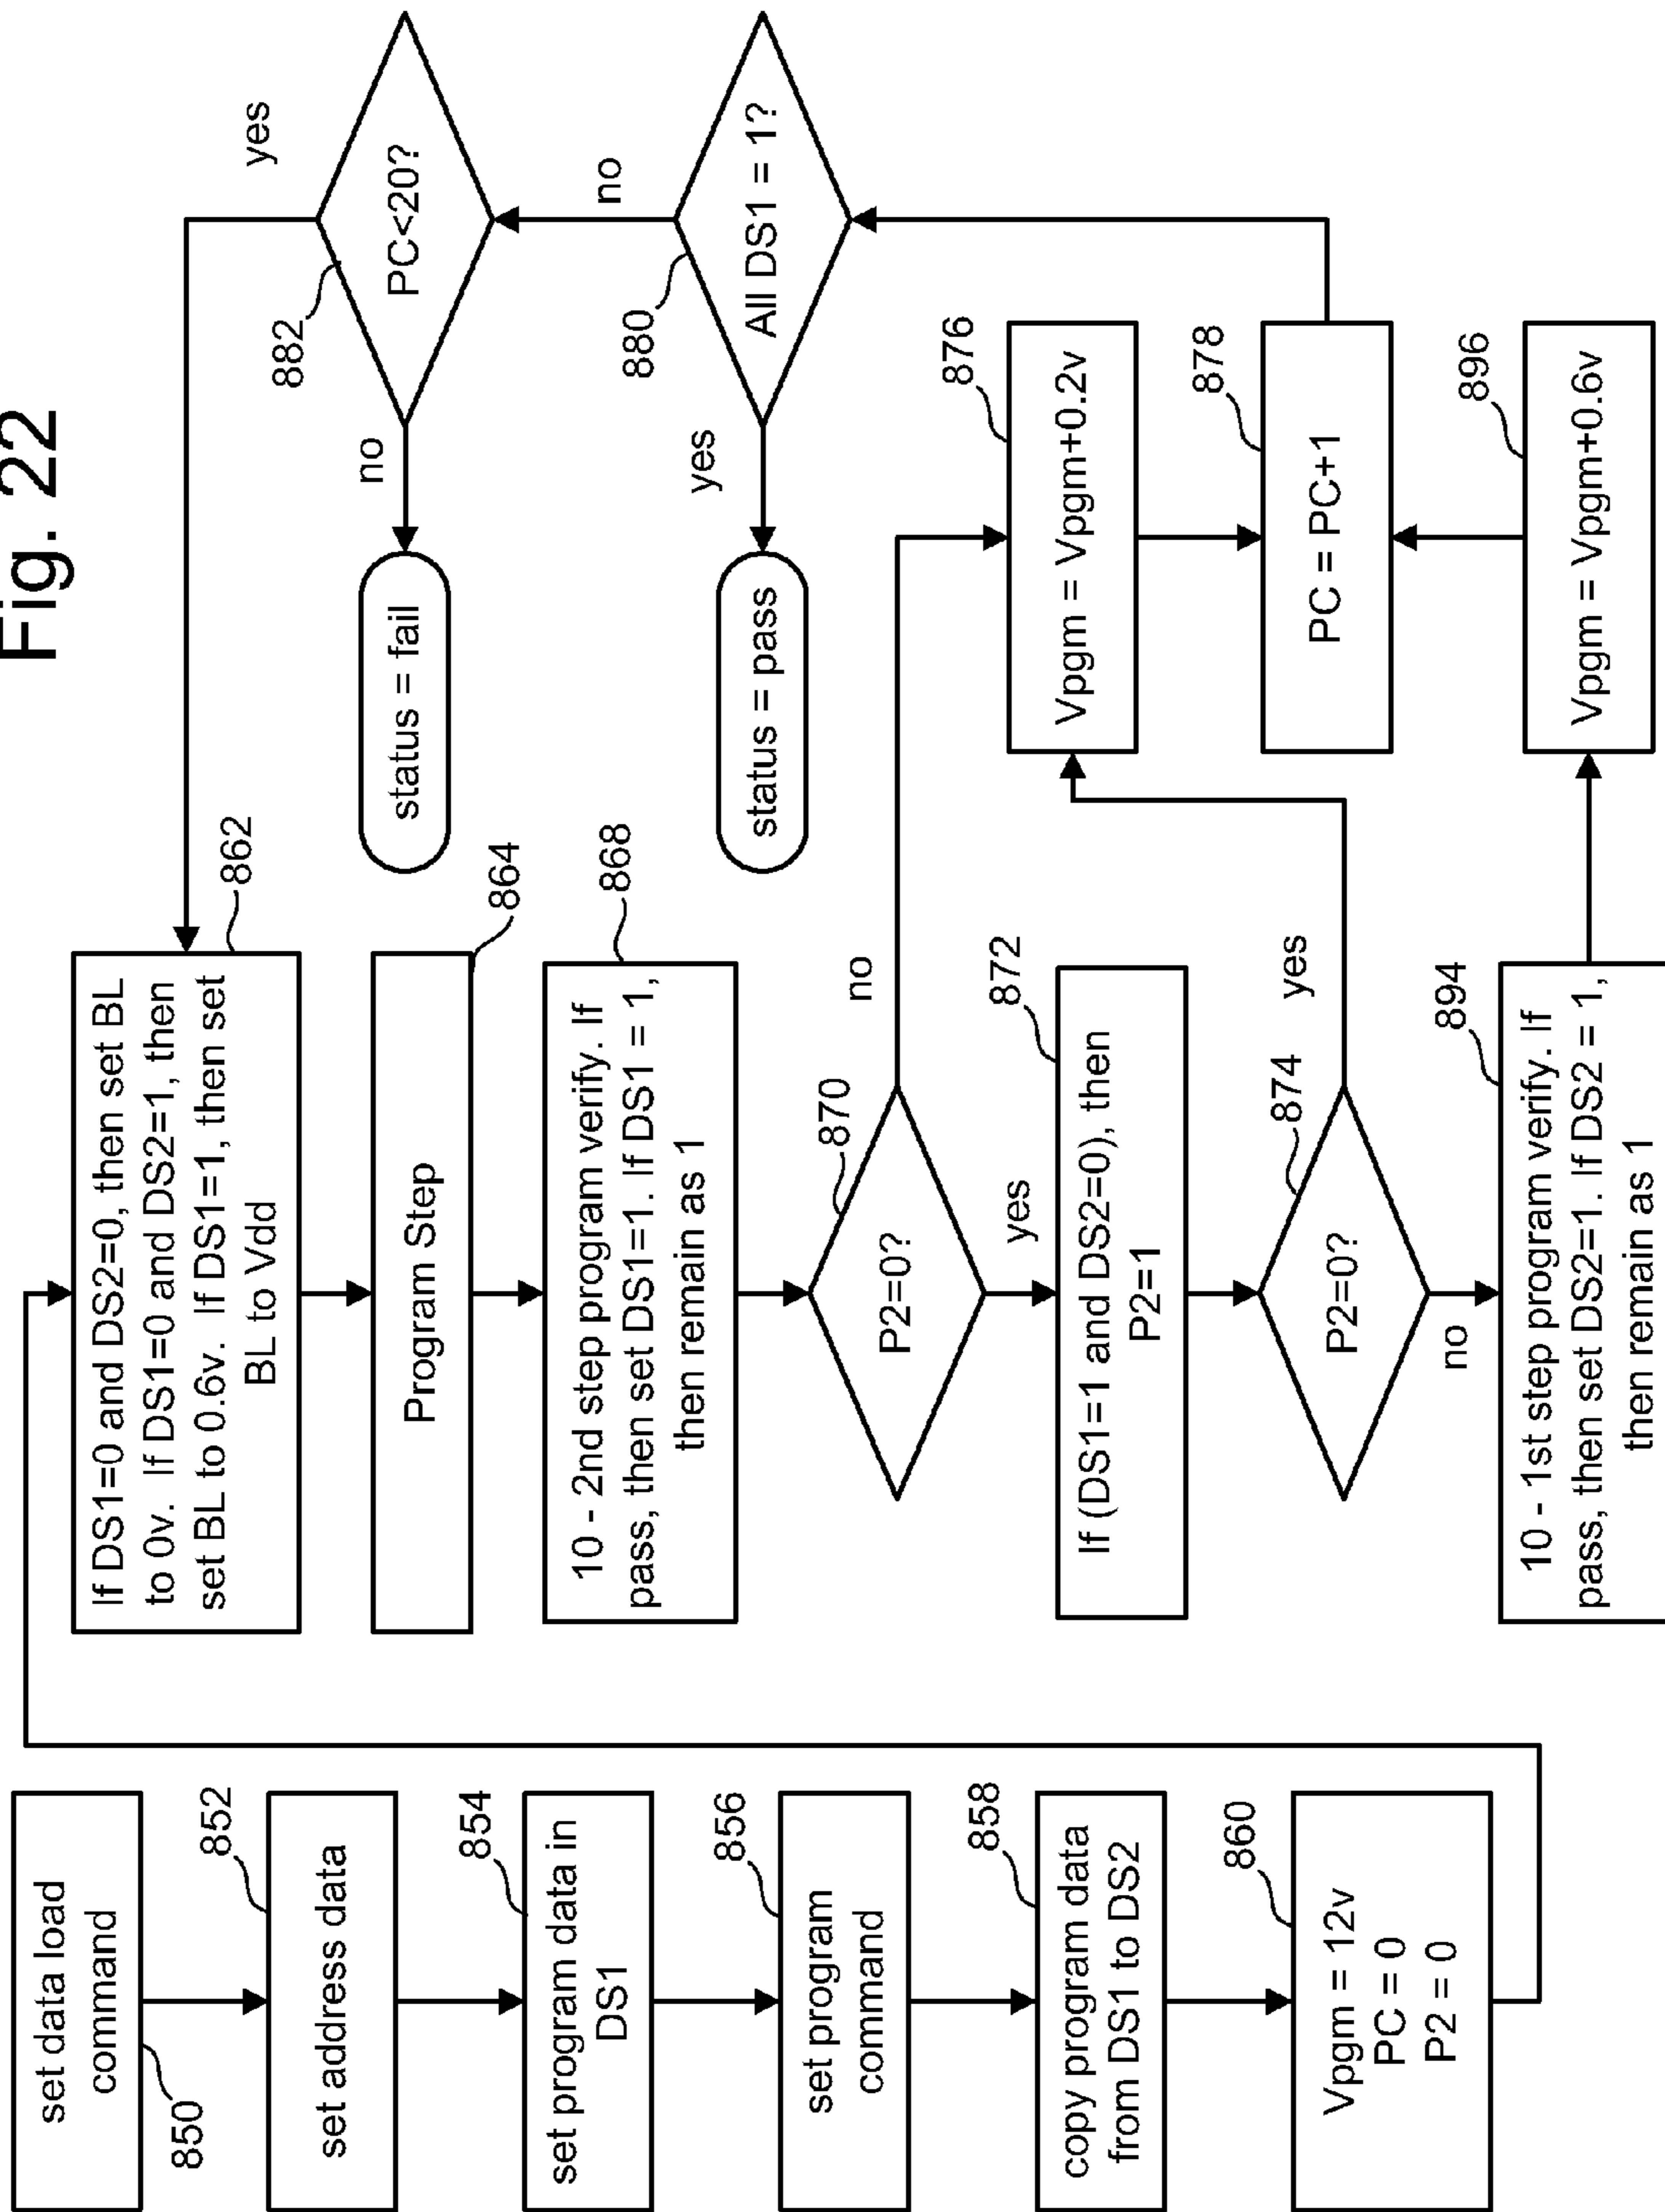 Fig. 22
set data load
command
850
852
set address data
854
set program data in
DS1
856
set program
command
858
copy program data
from DS1 to DS2
860
Vpgm = 12v
PC = 0
P2 = 0
If DS1=0 and DS2=0, then set BL
to 0v. If DS1=0 and DS2=1, then
set BL to 0.6v. If DS1=1, then set
BL to Vdd
862
Program Step
864
10 - 2nd step program verify. If
pass, then set DS1=1. If DS1 = 1,
then remain as 1
868
P2=0?
870
no
yes
872
If (DS1=1 and DS2=0), then
P2=1
874
P2=0?
yes
no
894
10 - 1st step program verify. If
pass, then set DS2=1. If DS2 = 1,
then remain as 1
yes
PC<20?
882
no
status = fail
no
All DS1 = 1?
880
yes
status = pass
876
Vpgm = Vpgm+0.2v
878
PC = PC+1
896
Vpgm = Vpgm+0.6v